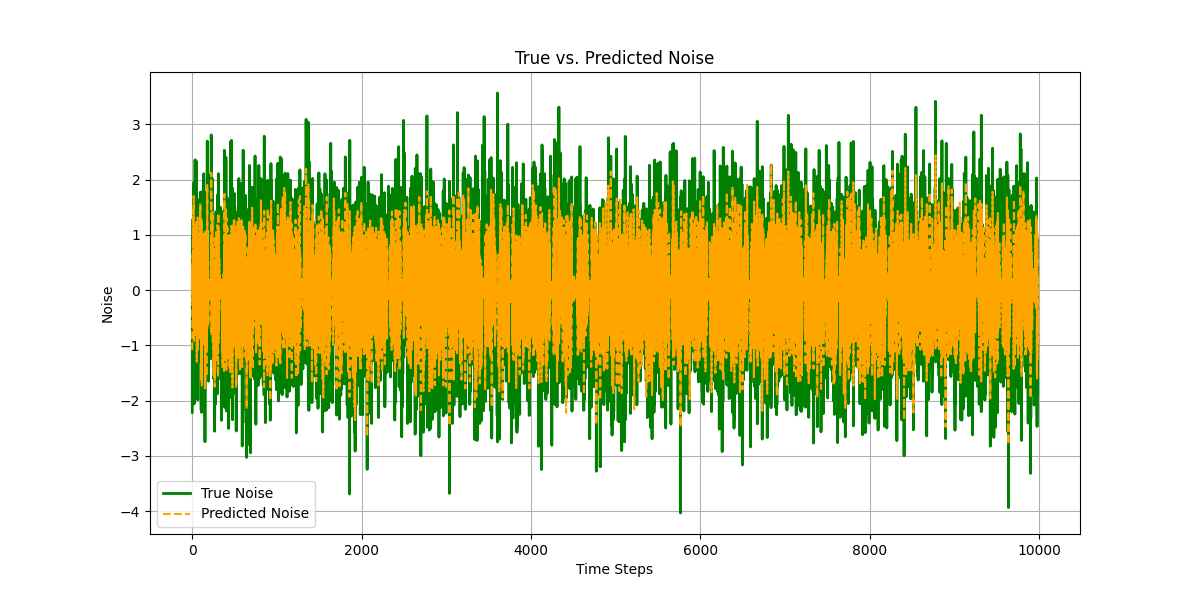 True vs. Predicted Noise
Noise
3
2
1
0
−1
−2
−3
−4
True Noise
Predicted Noise
0 2000 4000 6000 8000 10000
Time Steps